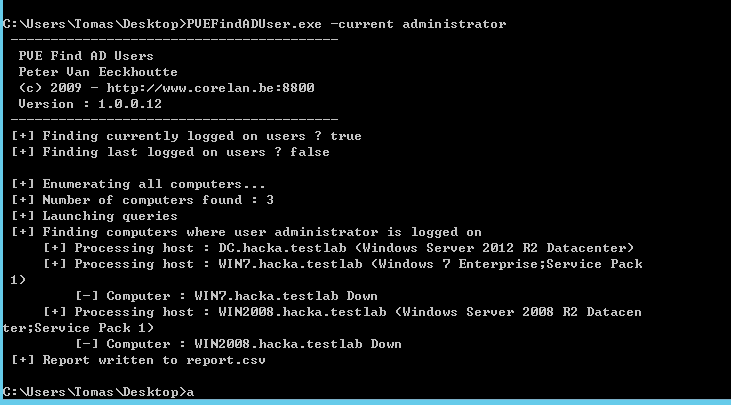 C:\Users\Tomas\Desktop>PVEFindADUser.exe -current administrator
-----------------------------------------
PVE Find AD Users
Peter Van Eeckhoutte
(c) 2009 - http://www.corelan.be:8800
Version : 1.0.0.12
-----------------------------------------
[+] Finding currently logged on users ? true
[+] Finding last logged on users ? false
[+] Enumerating all computers...
[+] Number of computers found : 3
[+] Launching queries
[+] Finding computers where user administrator is logged on
[+] Processing host : DC.hacka.testlab (Windows Server 2012 R2 Datacenter)
[+] Processing host : WIN7.hacka.testlab (Windows 7 Enterprise;Service Pack
1)
[-] Computer : WIN7.hacka.testlab Down
[+] Processing host : WIN2008.hacka.testlab (Windows Server 2008 R2 Datacen
ter;Service Pack 1)
[-] Computer : WIN2008.hacka.testlab Down
[+] Report written to report.csv
C:\Users\Tomas\Desktop>a